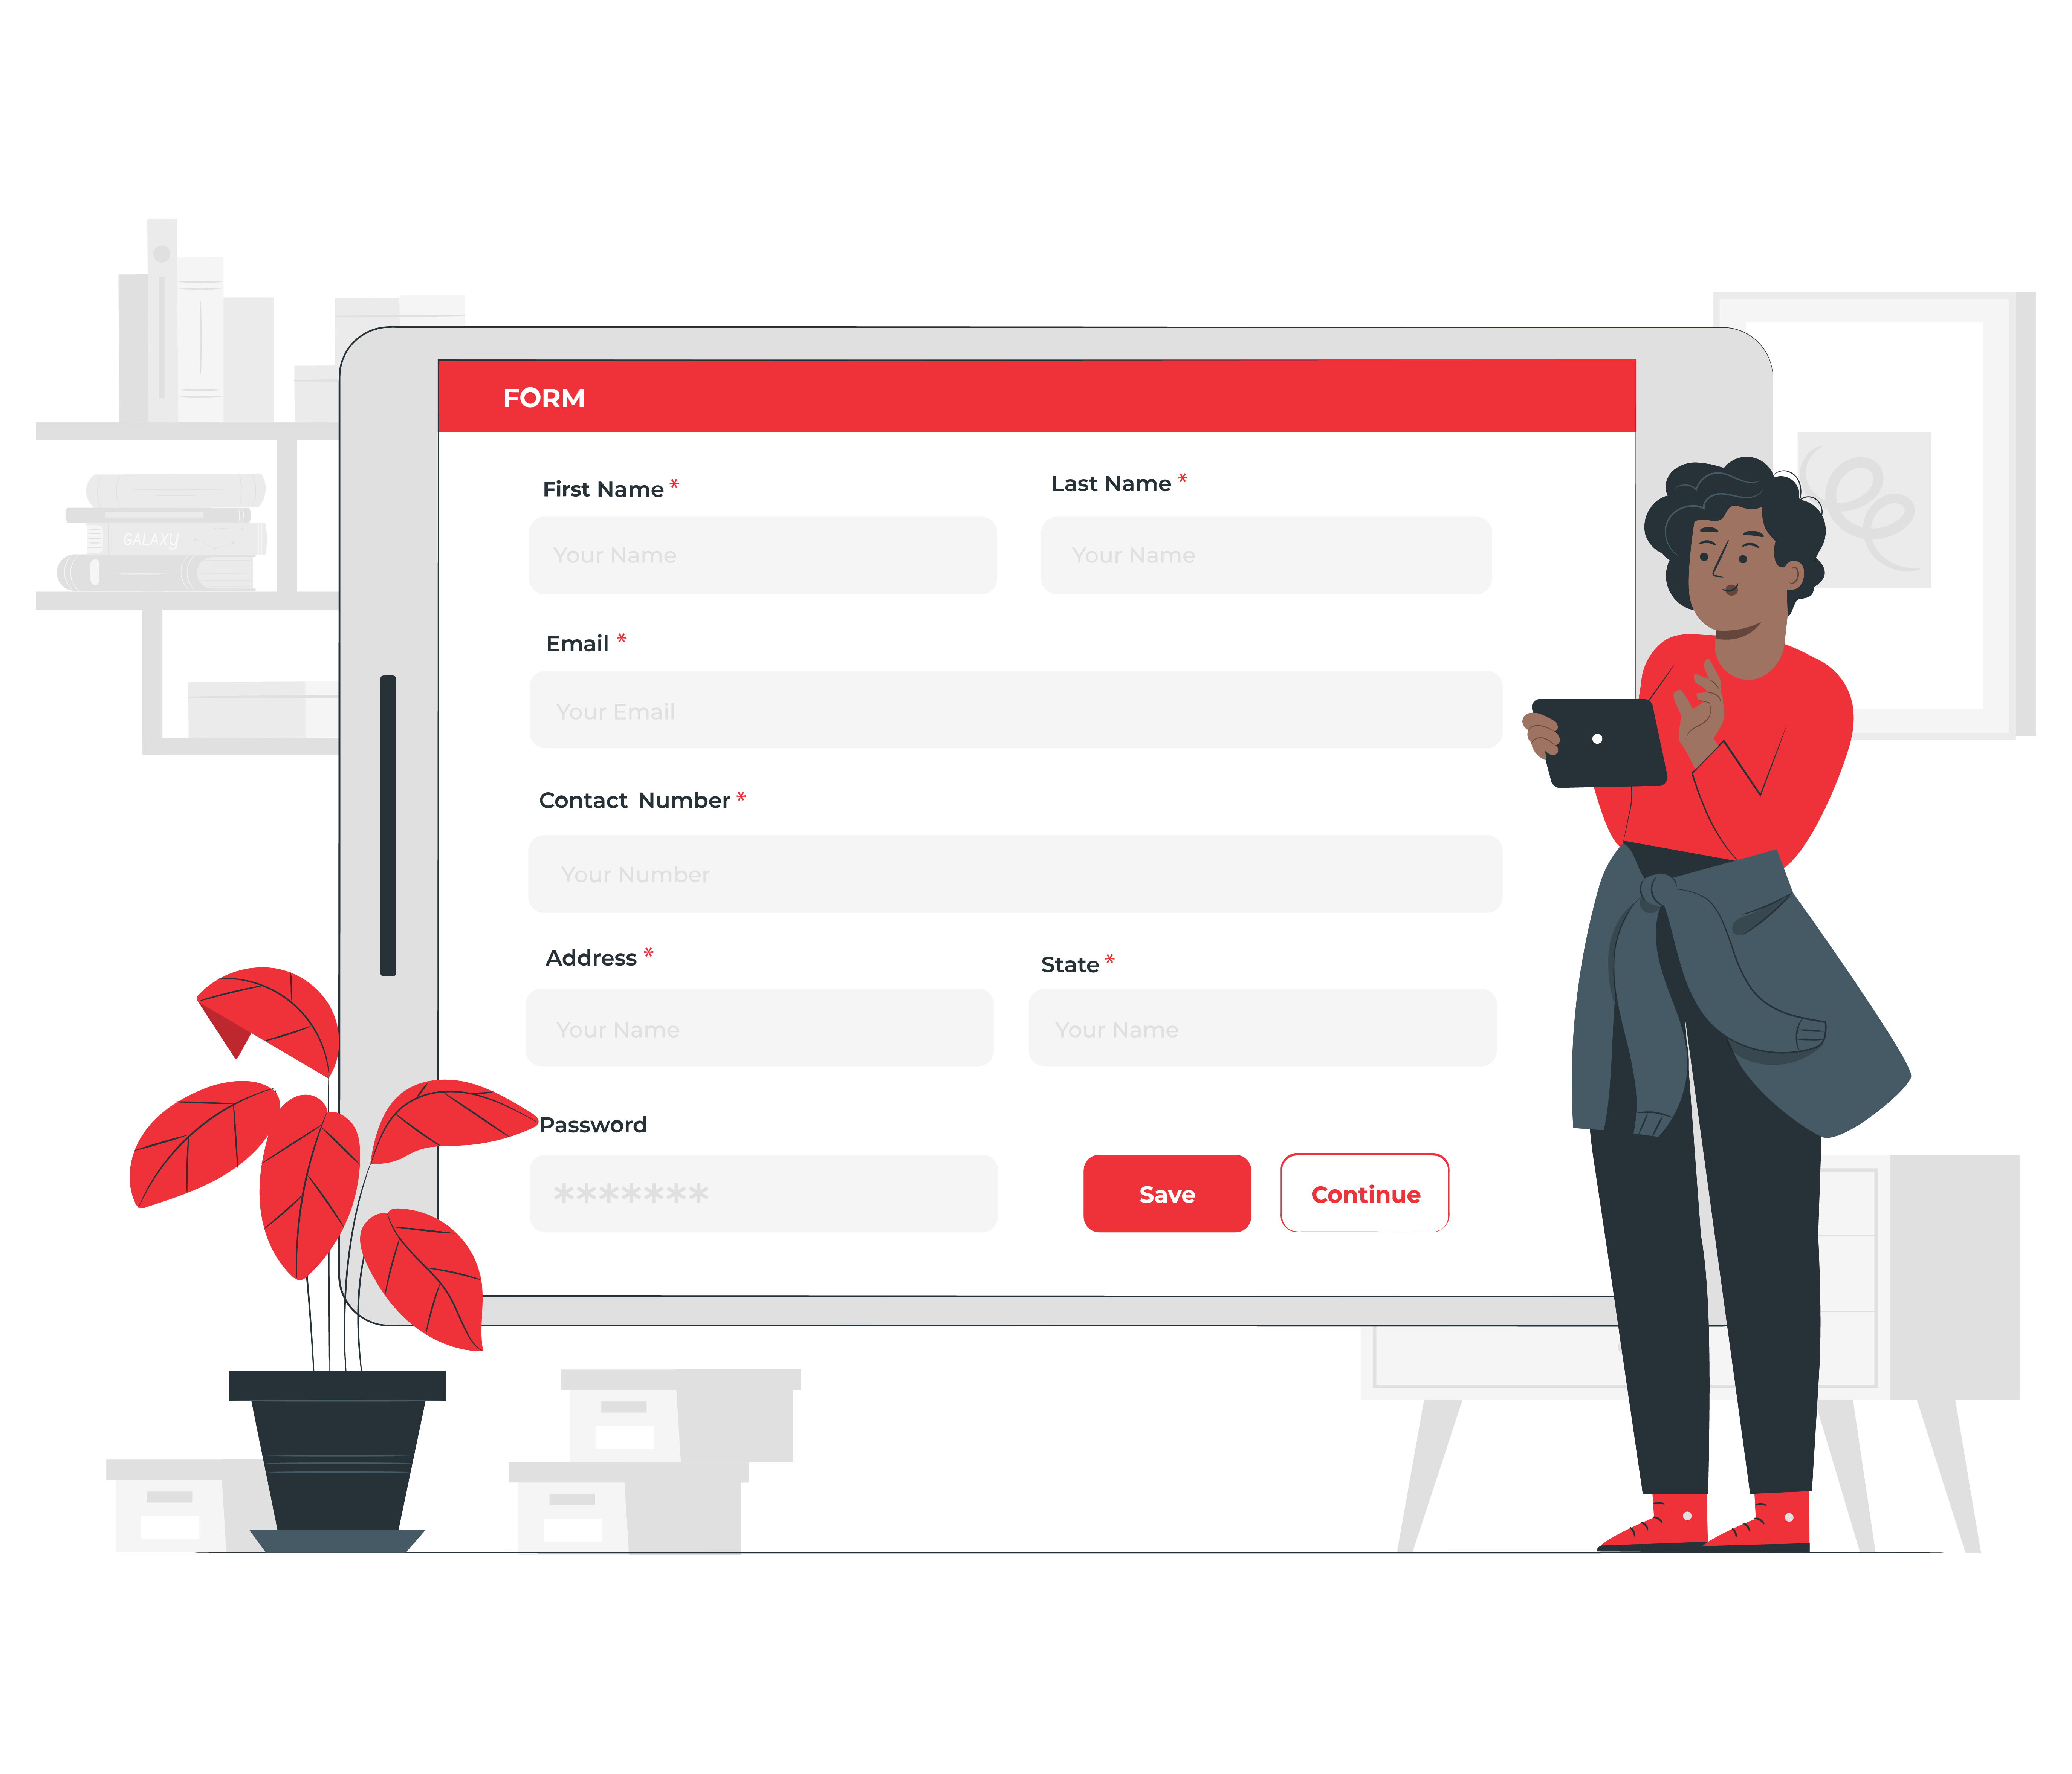 FORM
First Name * Last Name *
Your Name Your Name
Email *
Your Email
Contact Number *
Your Number
Address * State *
Your Name Your Name
Password
*******
Save Continue
GALAXY